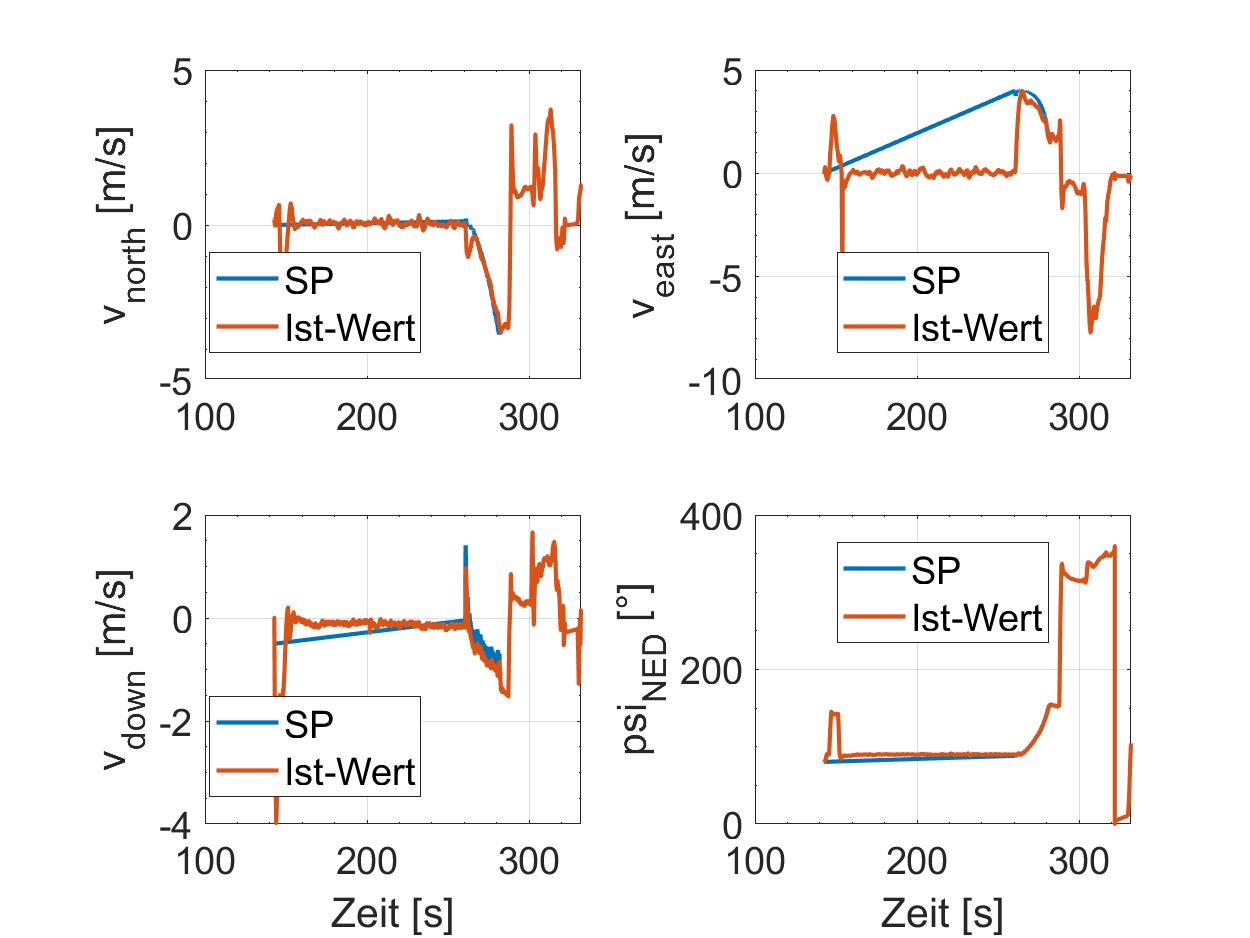 5
0
-5
v_north [m/s]
SP
Ist-Wert
100
200
300
5
0
-5
-10
v_east [m/s]
SP
Ist-Wert
100
200
300
2
0
-2
-4
v_down [m/s]
SP
Ist-Wert
100
200
300
Zeit [s]
400
200
0
psi_NED [°]
SP
Ist-Wert
100
200
300
Zeit [s]